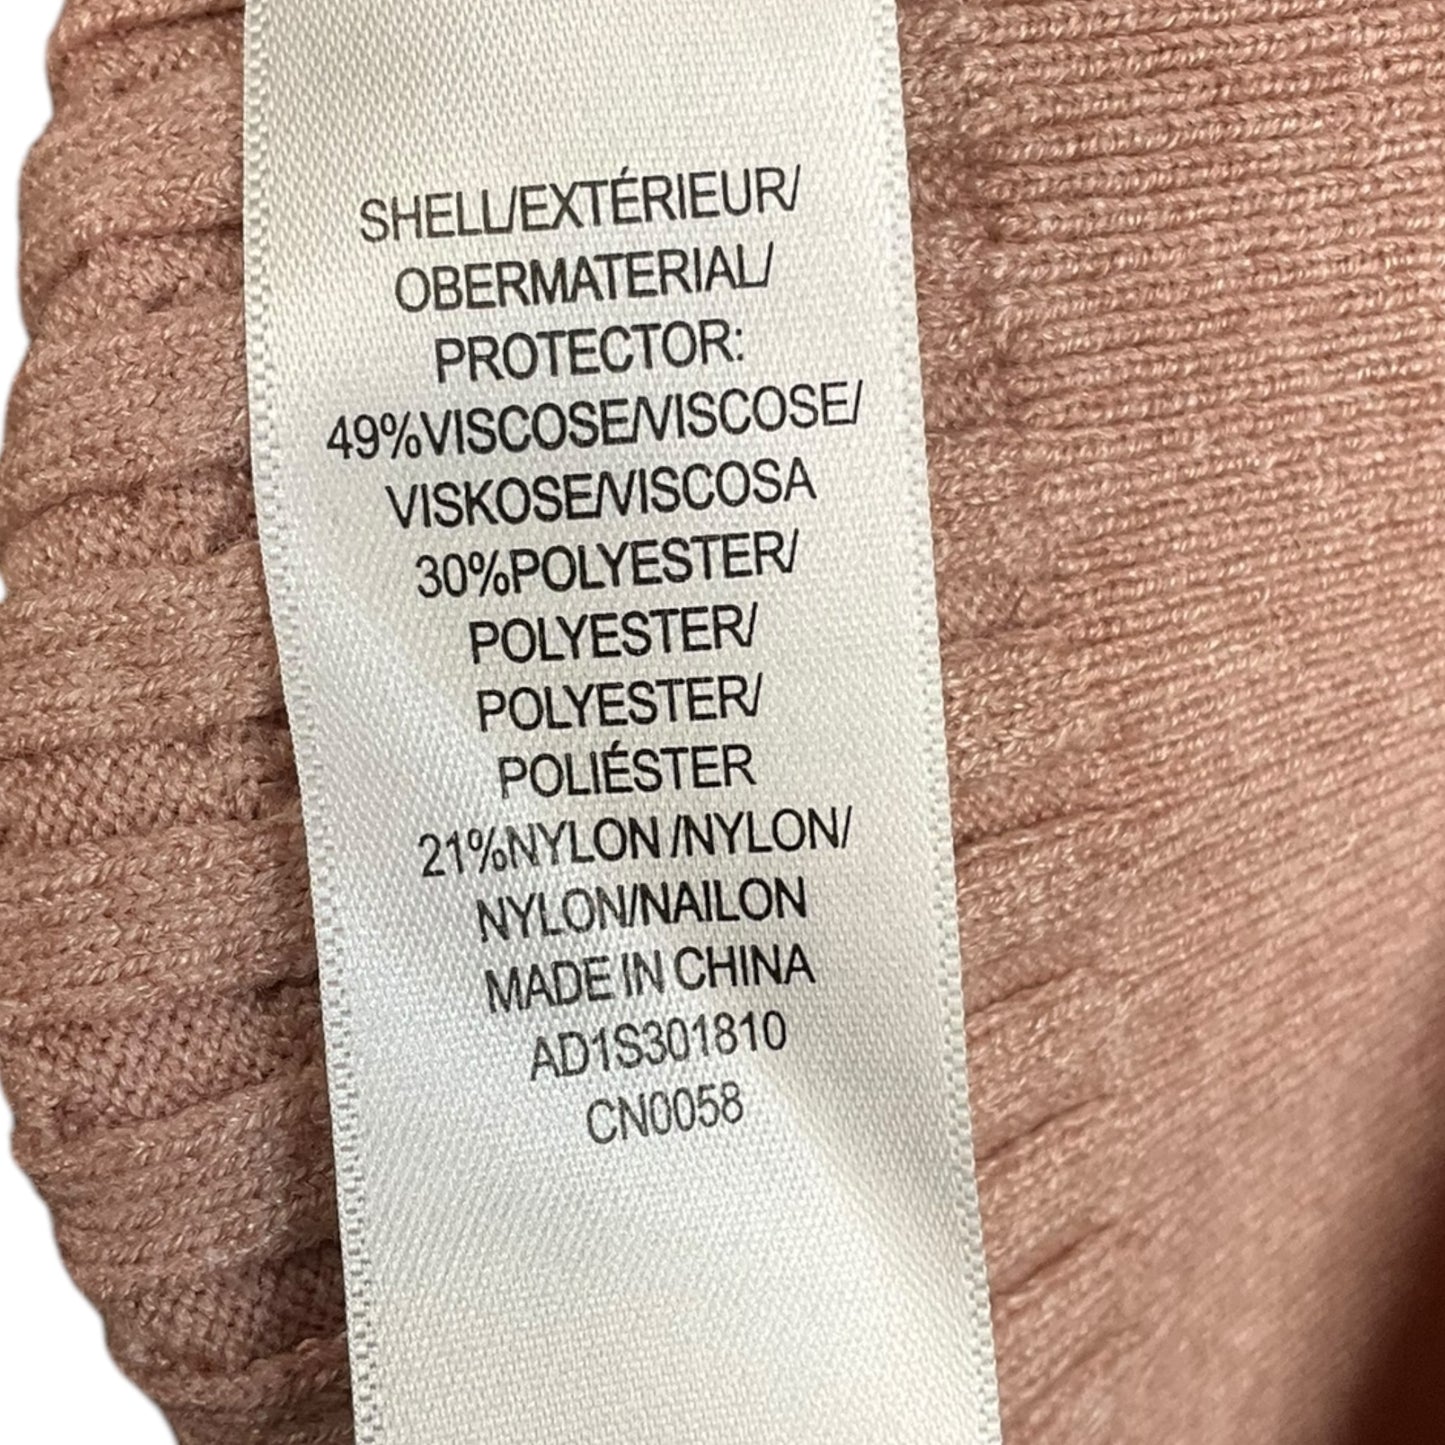 SHELL/EXTÉRIEUR/
OBERMATERIAL/
PROTECTOR:
49%VISCOSE/VISCOSE/
VISKOSE/VISCOSA
30%POLYESTER/
POLYESTER/
POLYESTER/
POLIÉSTER
21%NYLON /NYLON/
NYLON/NAILON
MADE IN CHINA
AD1S301810
CN0058